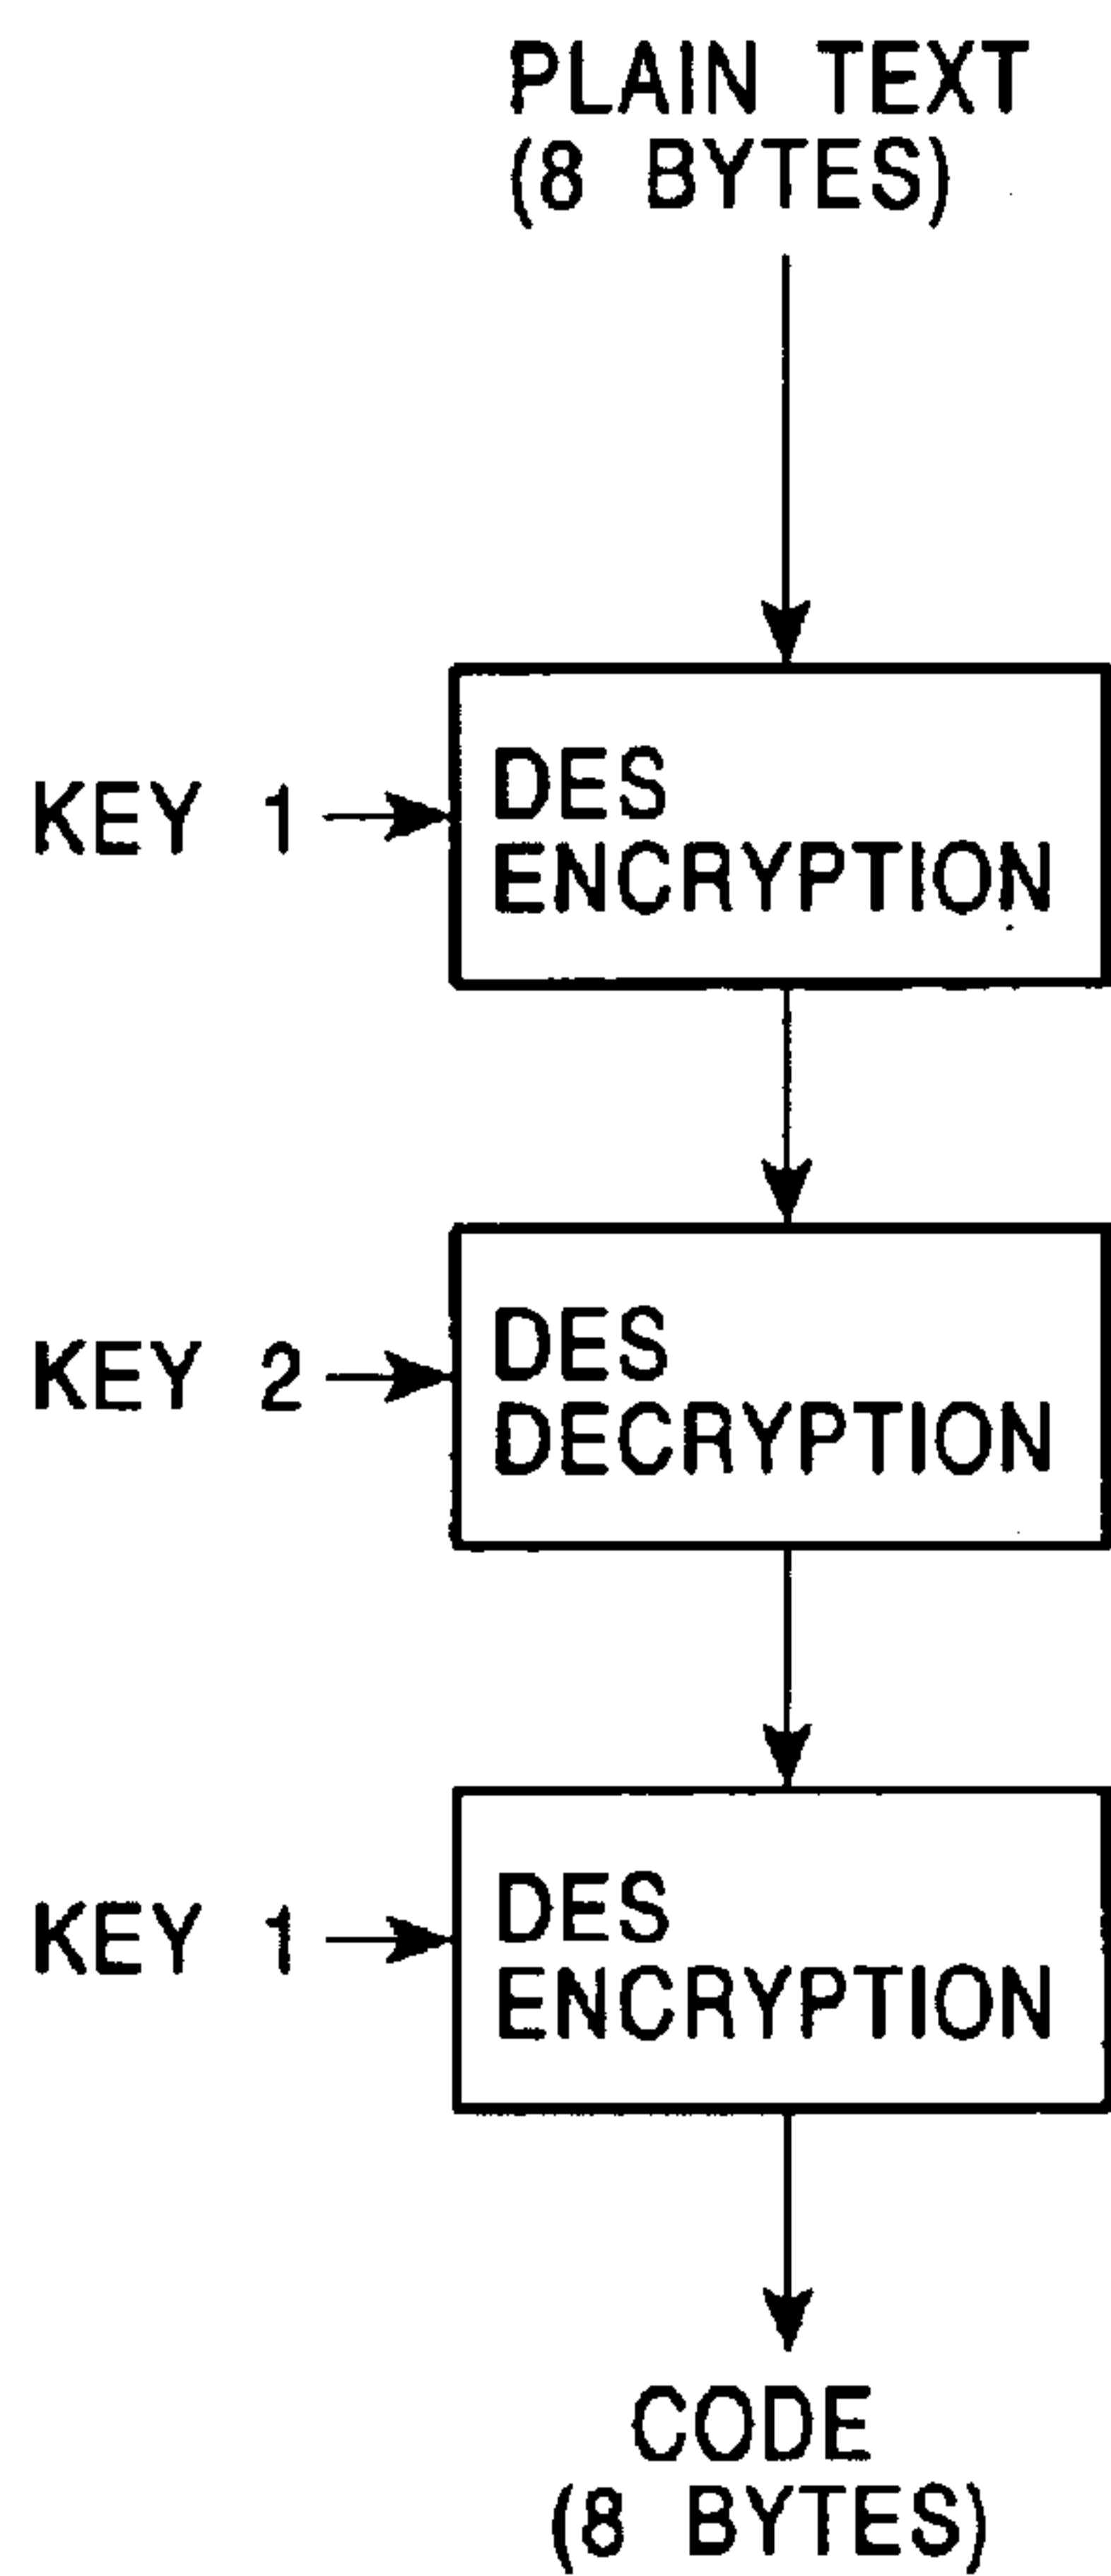 PLAIN TEXT
(8 BYTES)
KEY 1
DES
ENCRYPTION
KEY 2
DES
DECRYPTION
KEY 1
DES
ENCRYPTION
CODE
(8 BYTES)